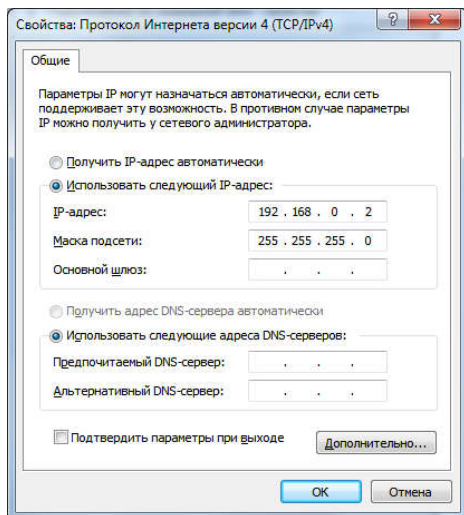 Свойства: Протокол Интернета версии 4 (TCP/IPv4)
Общие
Параметры IP могут назначаться автоматически, если сеть
поддерживает эту возможность. В противном случае параметры
IP можно получить у сетевого администратора.
Получить IP-адрес автоматически
Использовать следующий IP-адрес:
IP-адрес: 192 . 168 . 0 . 2
Маска подсети: 255 . 255 . 255 . 0
Основной шлюз: . . .
Получить адрес DNS-сервера автоматически
Использовать следующие адреса DNS-серверов:
Предпочитаемый DNS-сервер: . . .
Альтернативный DNS-сервер: . . .
Подтвердить параметры при выходе
Дополнительно...
OK Отмена